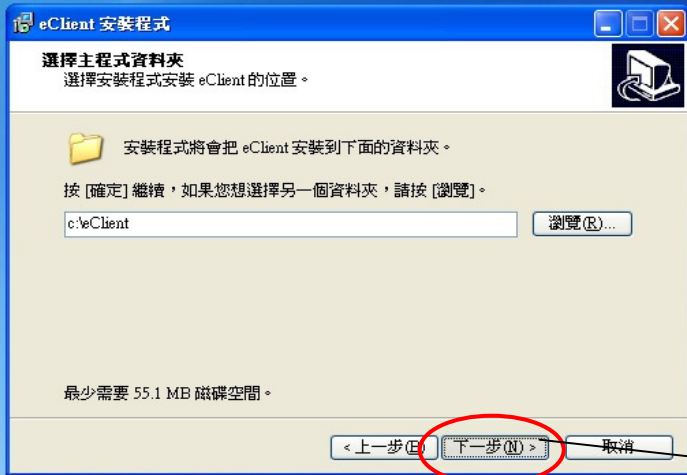 eClient 安裝程式
選擇主程式資料夾
選擇安裝程式安裝 eClient 的位置。
安裝程式將會把 eClient 安裝到下面的資料夾。
按 [確定] 繼續，如果您想選擇另一個資料夾，請按 [瀏覽]。
c:\eClient
瀏覽(R)...
最少需要 55.1 MB 磁碟空間。
< 上一步(B) 下一步(N) > 取消